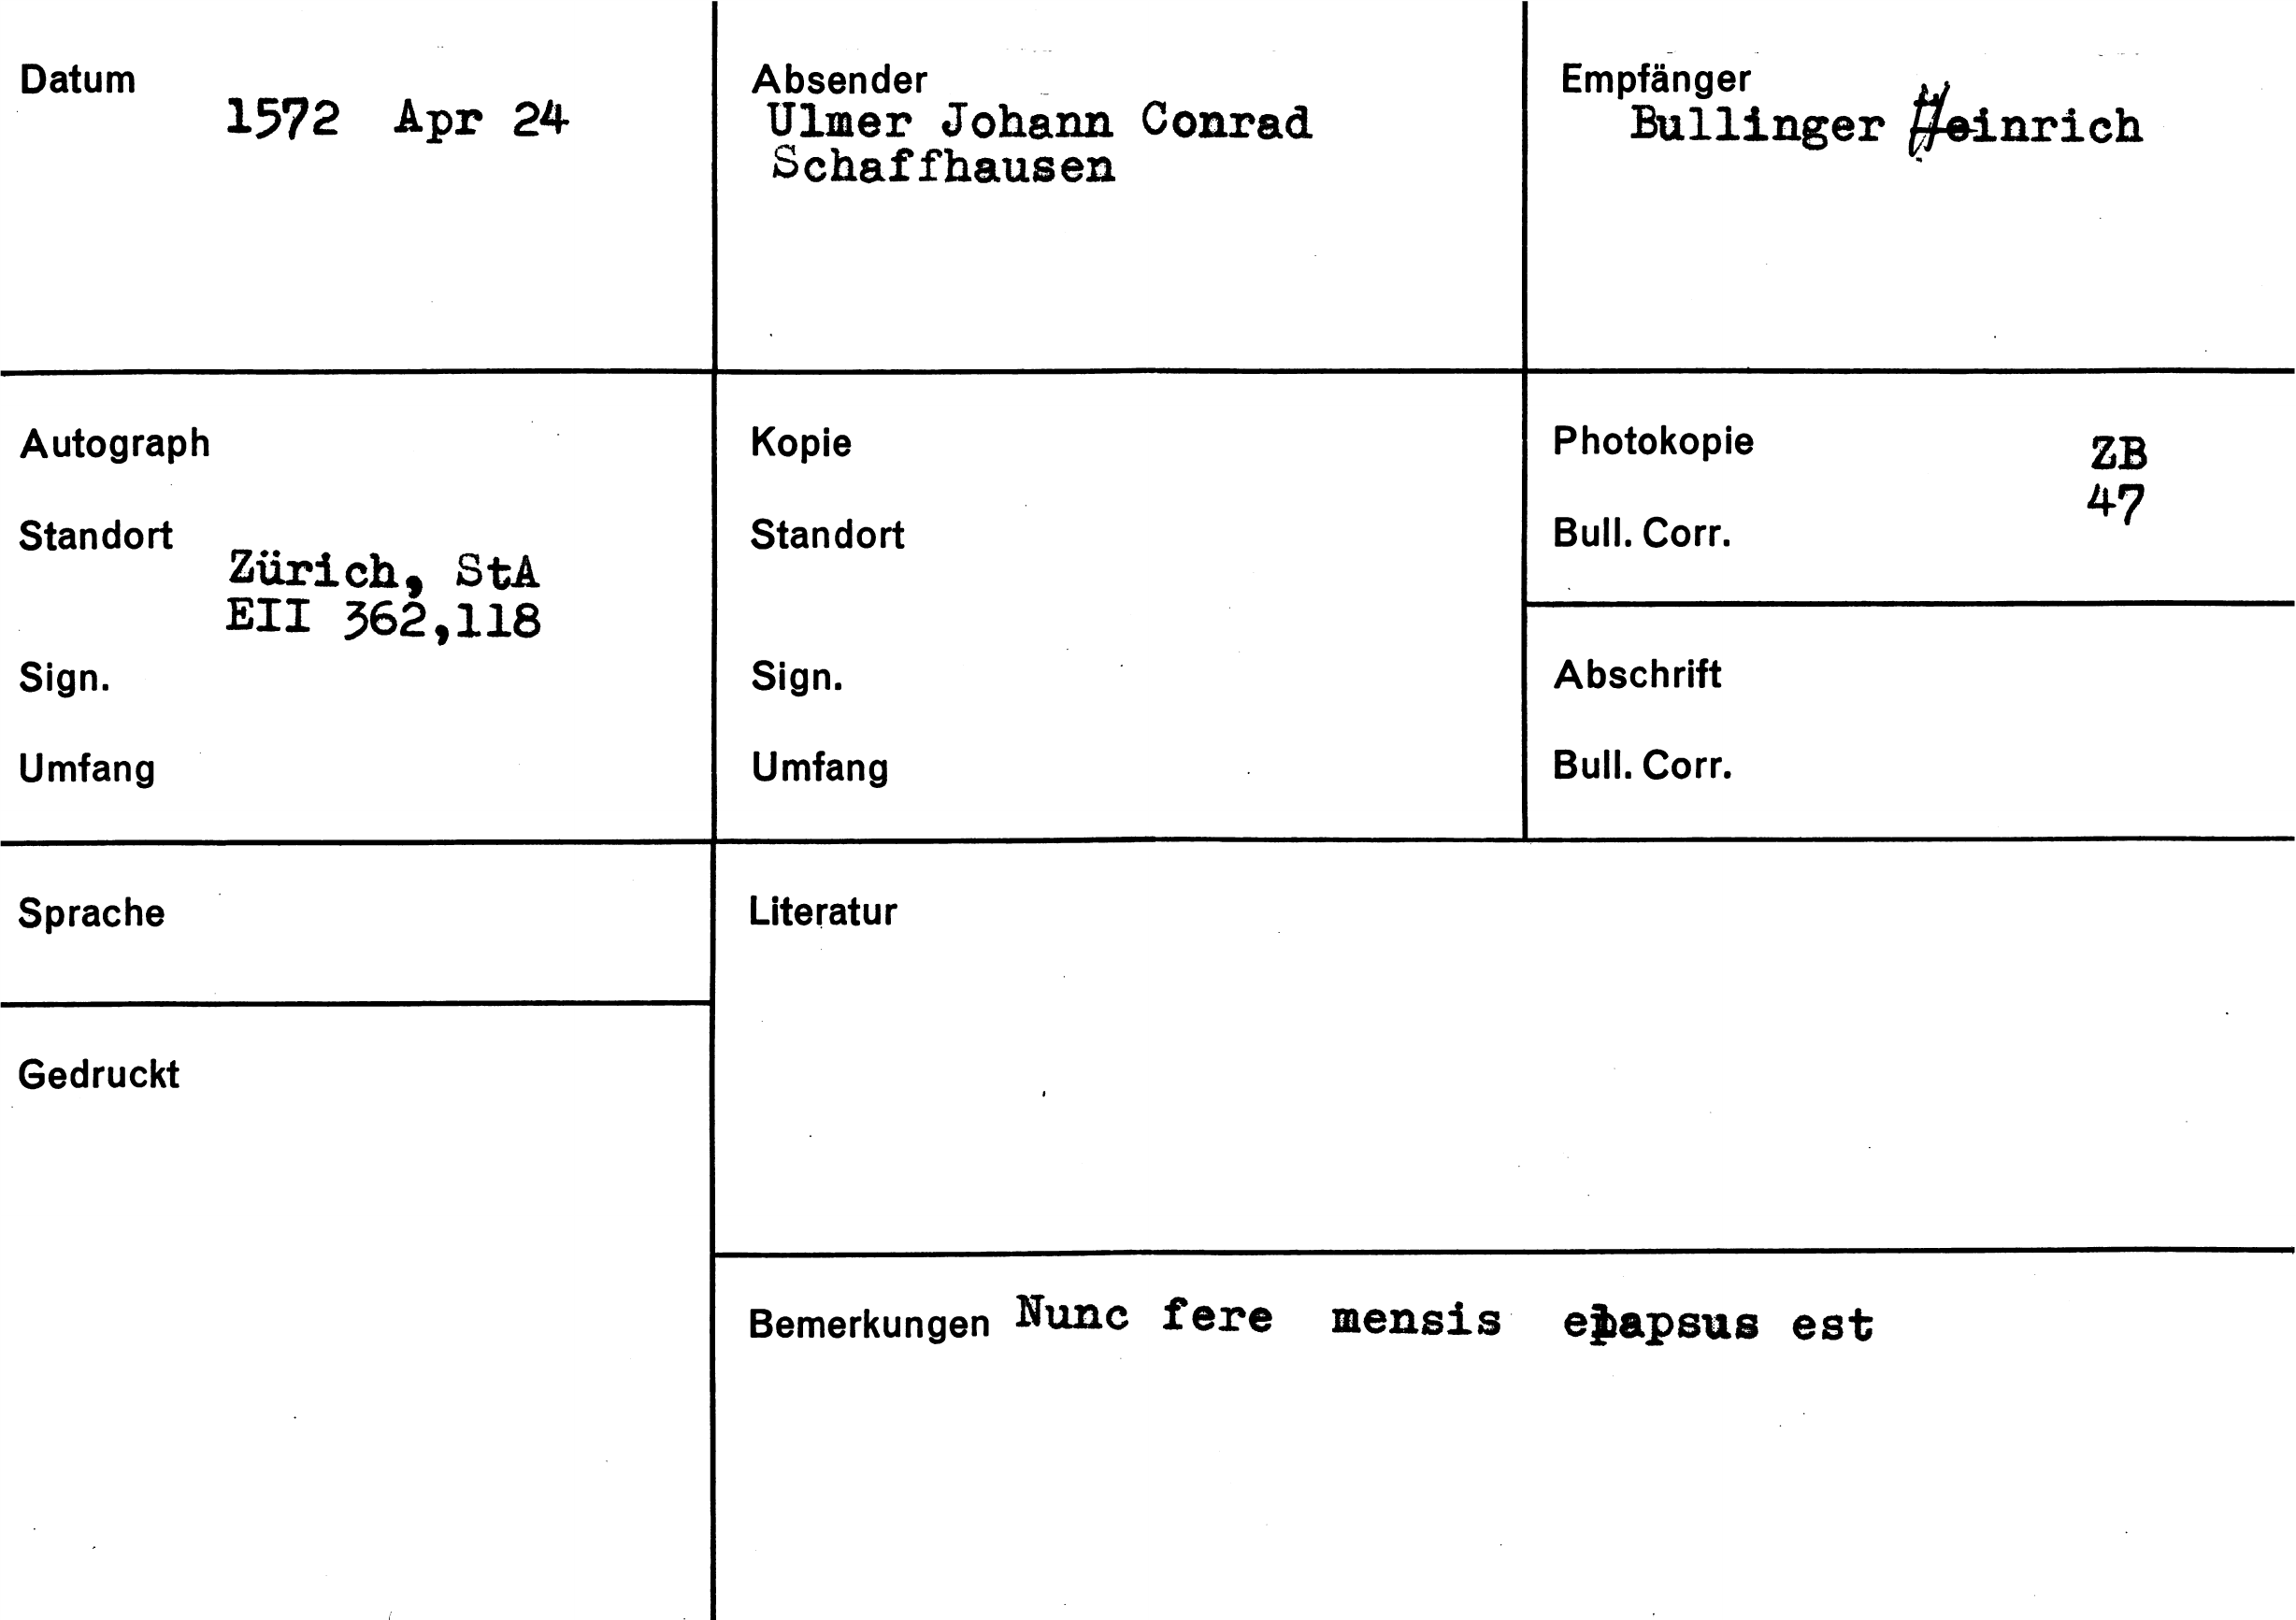 Datum
1572 Apr 24
Absender
Ulmer Johann Conrad
Schaffhausen
Empfänger
Bullinger Heinrich
Autograph
Standort
Zürich, StA
EII 362,118
Sign.
Umfang
Kopie
Standort
Sign.
Umfang
Photokopie ZB
47
Bull. Corr.
Abschrift
Bull. Corr.
Sprache
Literatur
Gedruckt
Bemerkungen Nunc fere mensis elapsus est